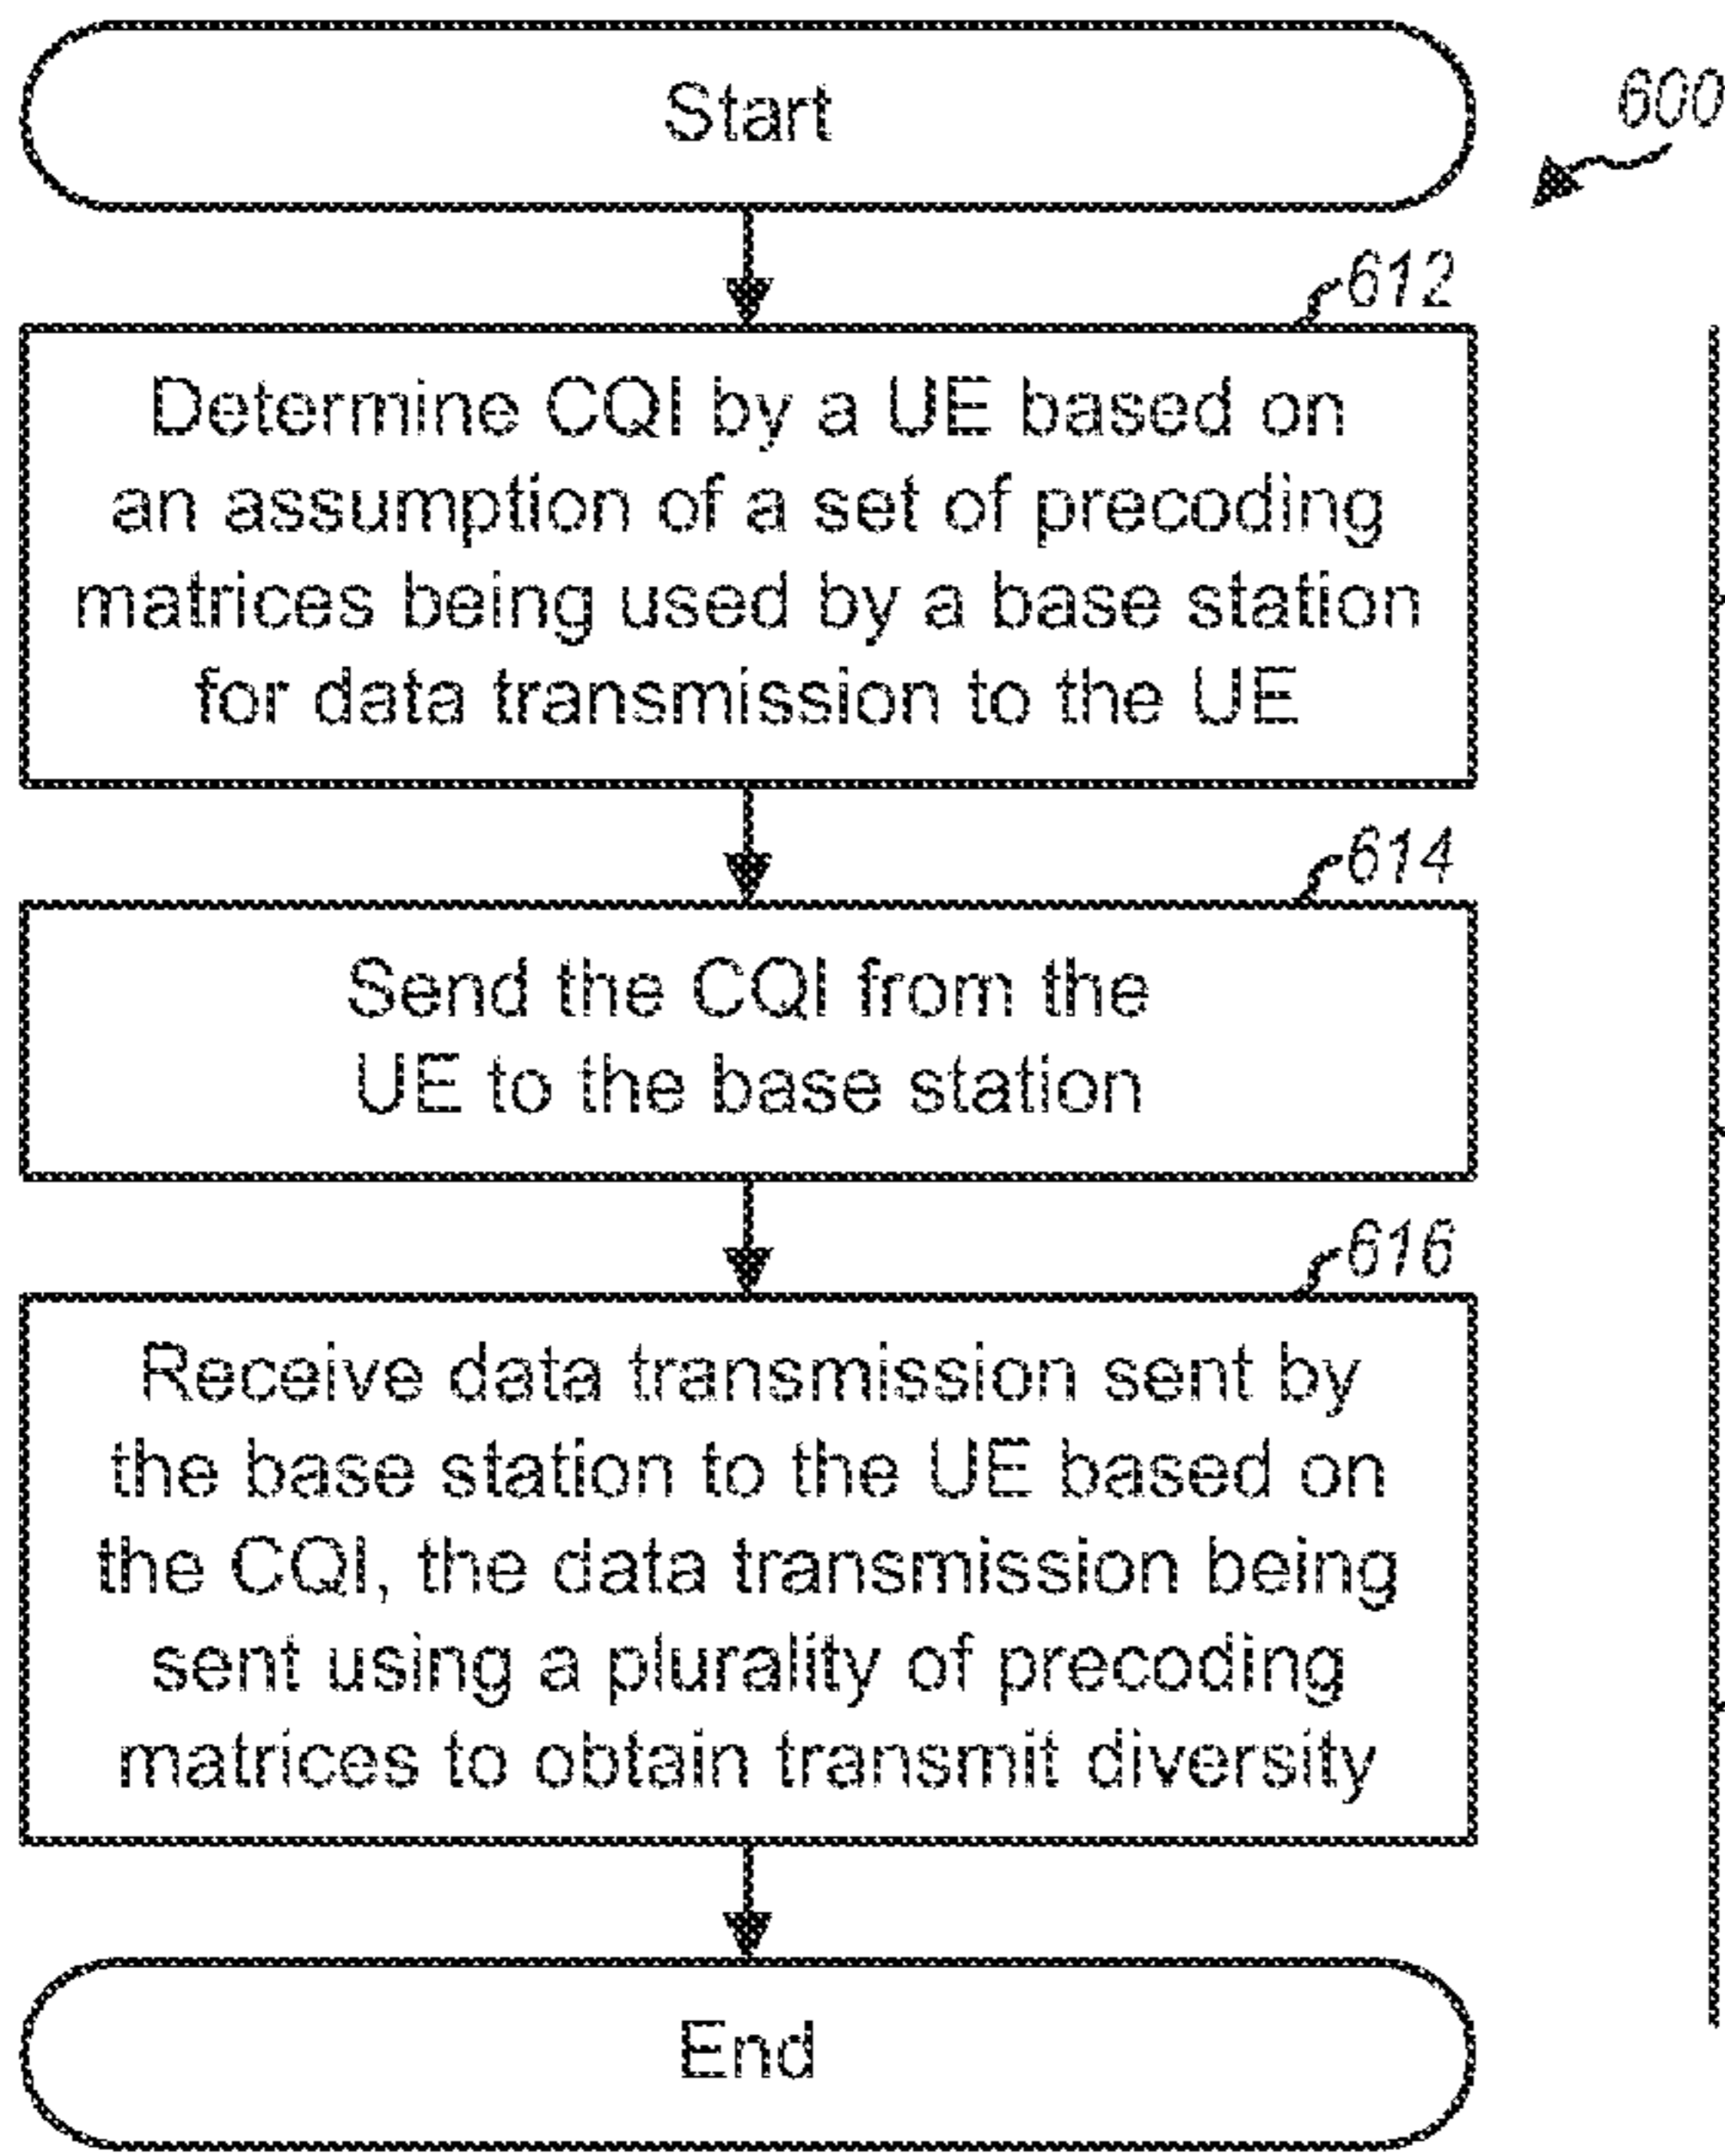 Start
600
612
Determine CQI by a UE based on
an assumption of a set of precoding
matrices being used by a base station
for data transmission to the UE
614
Send the CQI from the
UE to the base station
616
Receive data transmission sent by
the base station to the UE based on
the CQI, the data transmission being
sent using a plurality of precoding
matrices to obtain transmit diversity
End